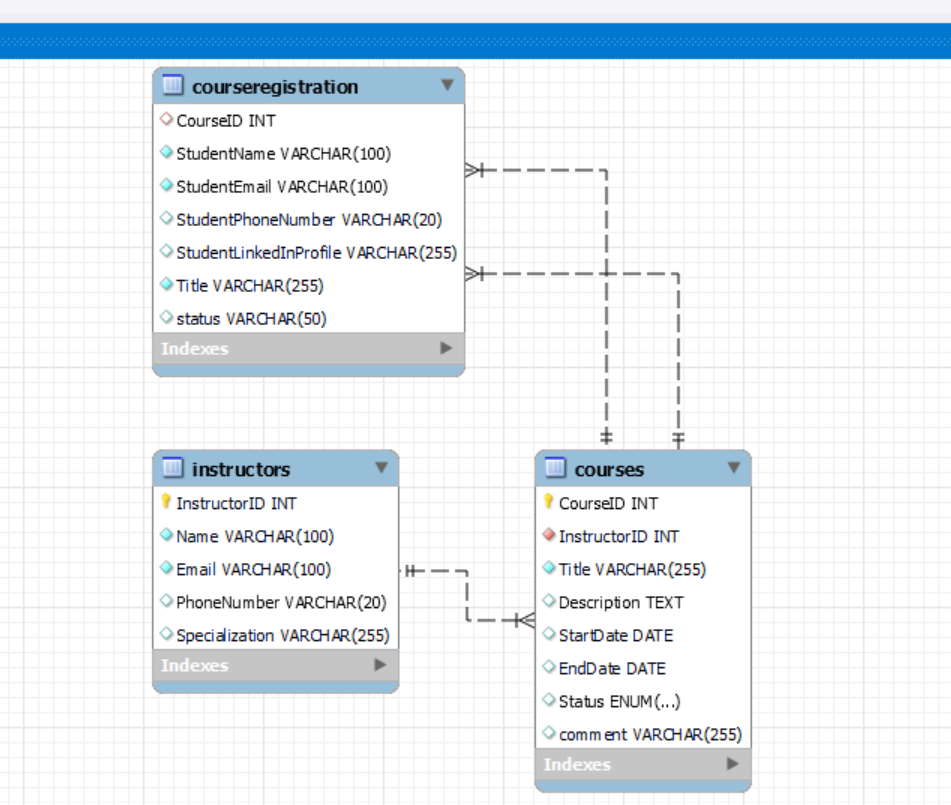 courseregistration
CourseID INT
StudentName VARCHAR(100)
StudentEmail VARCHAR(100)
StudentPhoneNumber VARCHAR(20)
StudentLinkedInProfile VARCHAR(255)
Title VARCHAR(255)
status VARCHAR(50)
Indexes
instructors
InstructorID INT
Name VARCHAR(100)
Email VARCHAR(100)
PhoneNumber VARCHAR(20)
Specialization VARCHAR(255)
Indexes
courses
CourseID INT
InstructorID INT
Title VARCHAR(255)
Description TEXT
StartDate DATE
EndDate DATE
Status ENUM(...)
comment VARCHAR(255)
Indexes